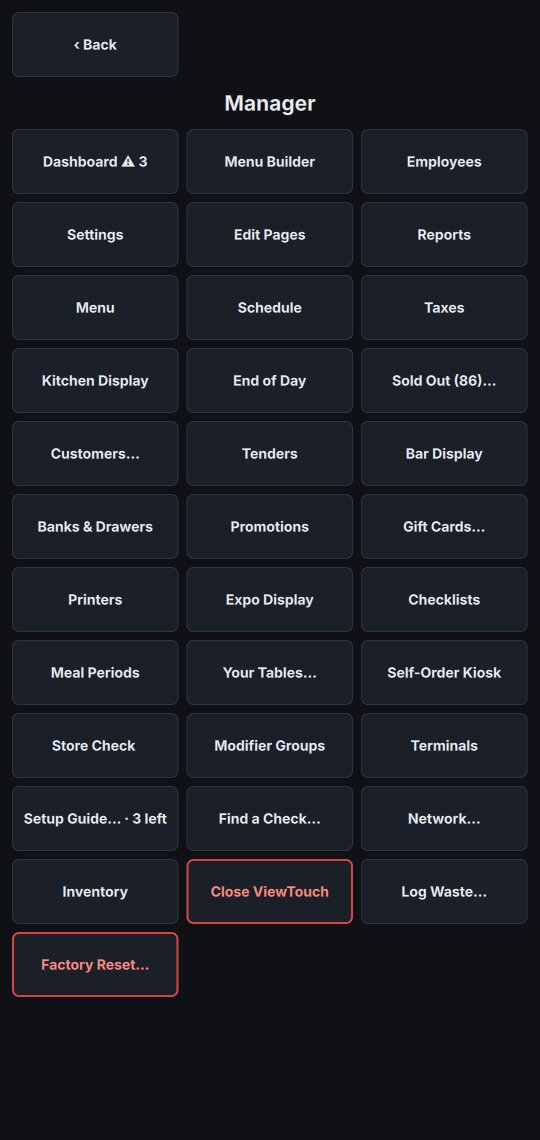 ‹ Back
Manager
Dashboard ⚠ 3
Menu Builder
Employees
Settings
Edit Pages
Reports
Menu
Schedule
Taxes
Kitchen Display
End of Day
Sold Out (86)...
Customers...
Tenders
Bar Display
Banks & Drawers
Promotions
Gift Cards...
Printers
Expo Display
Checklists
Meal Periods
Your Tables...
Self-Order Kiosk
Store Check
Modifier Groups
Terminals
Setup Guide... · 3 left
Find a Check...
Network...
Inventory
Close ViewTouch
Log Waste...
Factory Reset...